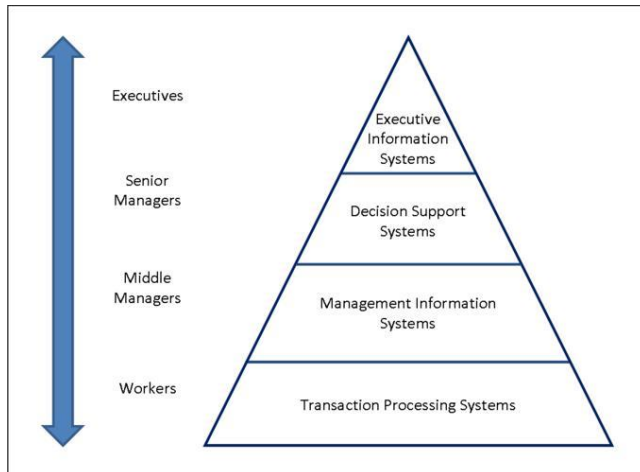 Executives
Executive
Information
Systems
Senior
Managers
Decision Support
Systems
Middle
Managers
Management Information
Systems
Workers
Transaction Processing Systems